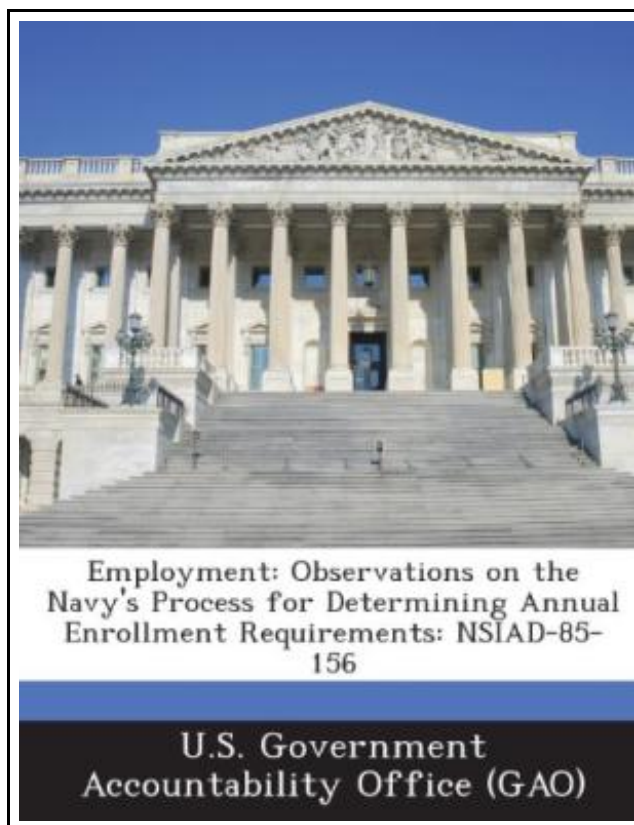 Employment: Observations on the
Navy's Process for Determining Annual
Enrollment Requirements: NSIAD-85-
156
U.S. Government
Accountability Office (GAO)